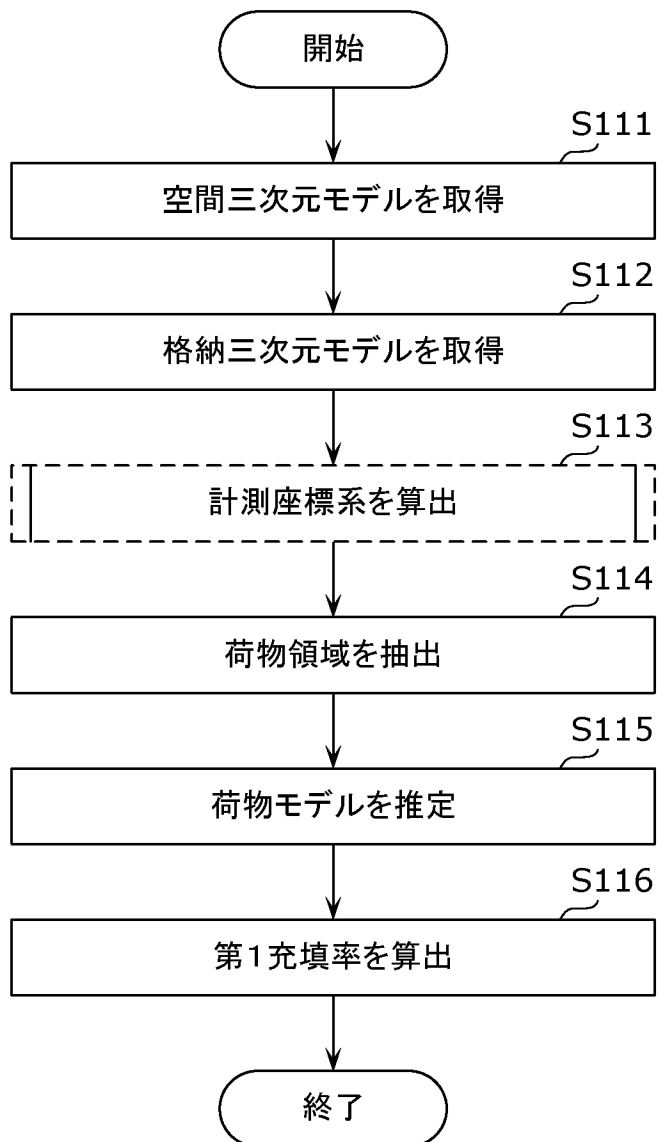 開始
S111
空間三次元モデルを取得
S112
格納三次元モデルを取得
S113
計測座標系を算出
S114
荷物領域を抽出
S115
荷物モデルを推定
S116
第1充填率を算出
終了